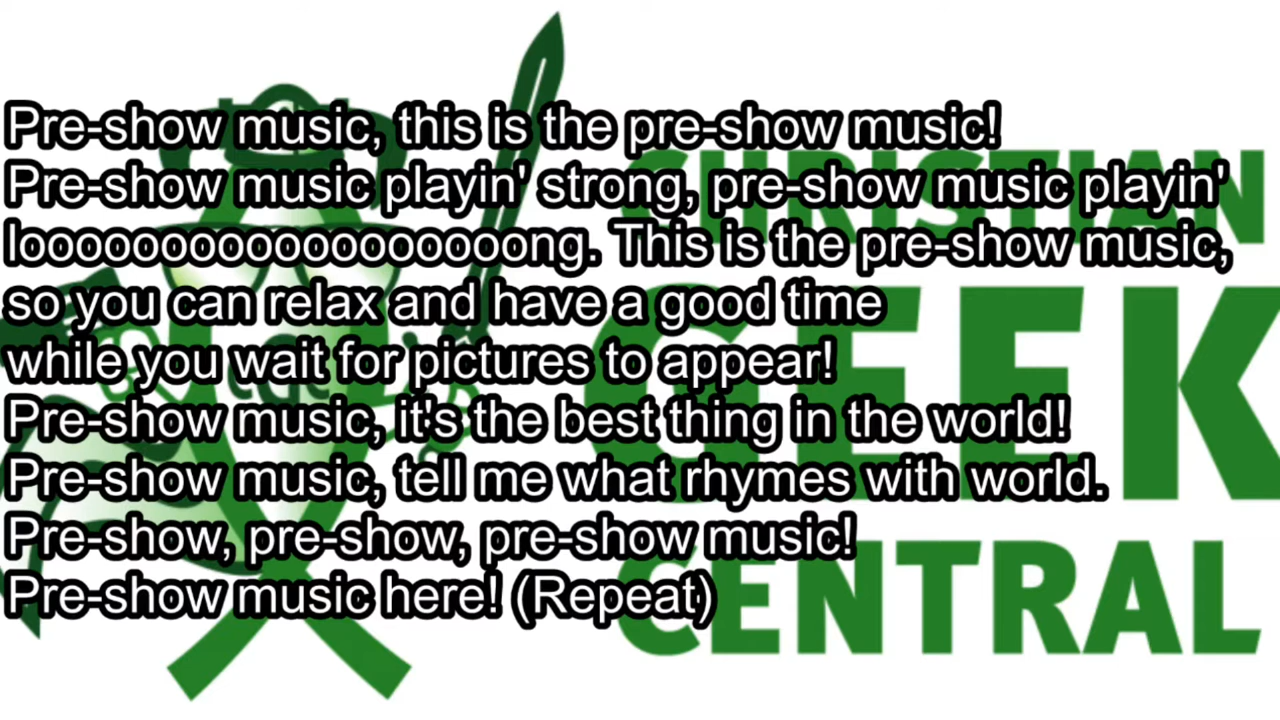 Pre-show music, this is the pre-show music!
Pre-show music playin' strong, pre-show music playin'
looooooooooooooooooong. This is the pre-show music,
so you can relax and have a good time
while you wait for pictures to appear!
Pre-show music, it's the best thing in the world!
Pre-show music, tell me what rhymes with world.
Pre-show, pre-show, pre-show music!
Pre-show music here! (Repeat)
CHRISTIAN
GEEK
CENTRAL